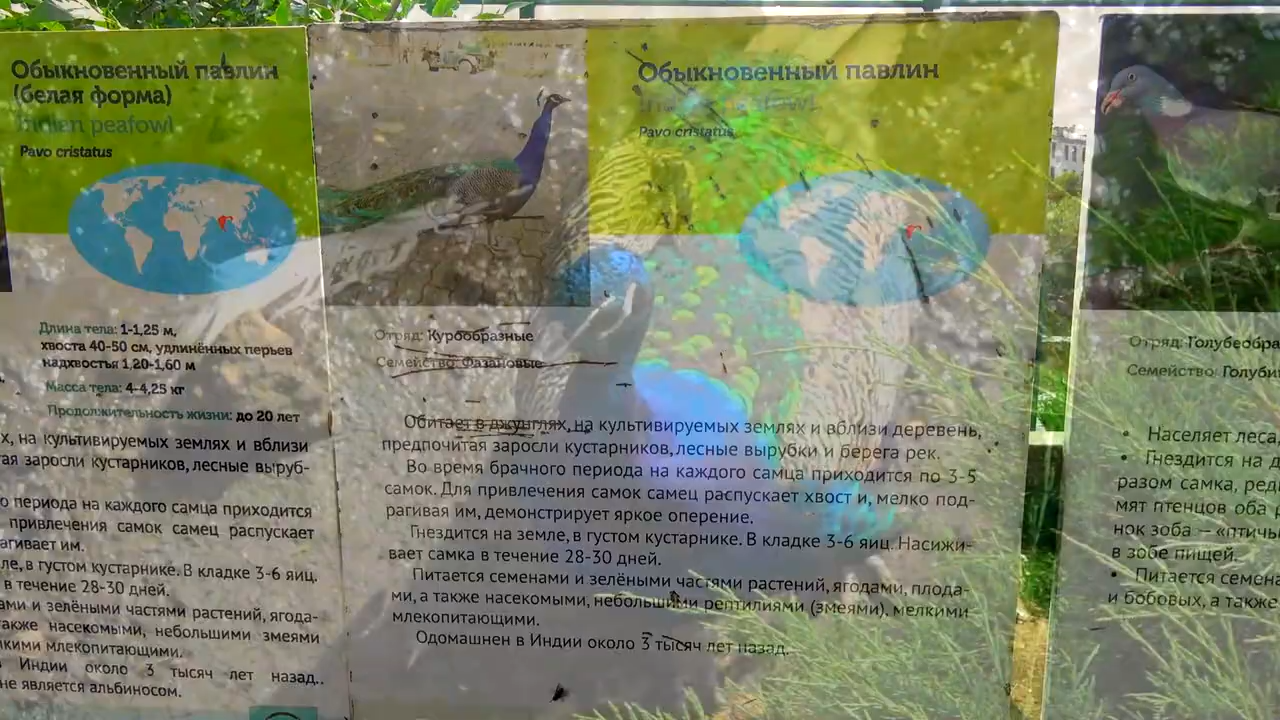 Обыкновенный павлин
(белая форма)
Indian peafowl
Pavo cristatus
Длина тела: 1-1,25 м,
хвоста 40-50 см, удлинённых перьев
надхвостья 1,20-1,60 м
Масса тела: 4-4,25 кг
Продолжительность жизни: до 20 лет
х, на культивируемых землях и вблизи
ая заросли кустарников, лесные выруб-
о периода на каждого самца приходится
привлечения самок самец распускает
агивает им.
ле, в густом кустарнике. В кладке 3-6 яиц.
в течение 28-30 дней.
ами и зелёными частями растений, ягода-
акже насекомыми, небольшими змеями
лкими млекопитающими.
Индии около 3 тысяч лет назад..
не является альбиносом.
Обыкновенный павлин
Indian peafowl
Pavo cristatus
Отряд: Курообразные
Семейство: Фазановые
Обитает в джунглях, на культивируемых землях и вблизи деревень,
предпочитая заросли кустарников, лесные вырубки и берега рек.
Во время брачного периода на каждого самца приходится по 3-5
самок. Для привлечения самок самец распускает хвост и, мелко под-
рагивая им, демонстрирует яркое оперение.
Гнездится на земле, в густом кустарнике. В кладке 3-6 яиц. Насижи-
вает самка в течение 28-30 дней.
Питается семенами и зелёными частями растений, ягодами, плода-
ми, а также насекомыми, небольшими рептилиями (змеями), мелкими
млекопитающими.
Одомашнен в Индии около 3 тысяч лет назад.
Отряд: Голубеобра
Семейство: Голуби
• Населяет леса,
• Гнездится на д
разом самка, ред
мят птенцов оба р
нок зоба – «птичь
в зобе пищей.
• Питается семена
и бобовых, а также